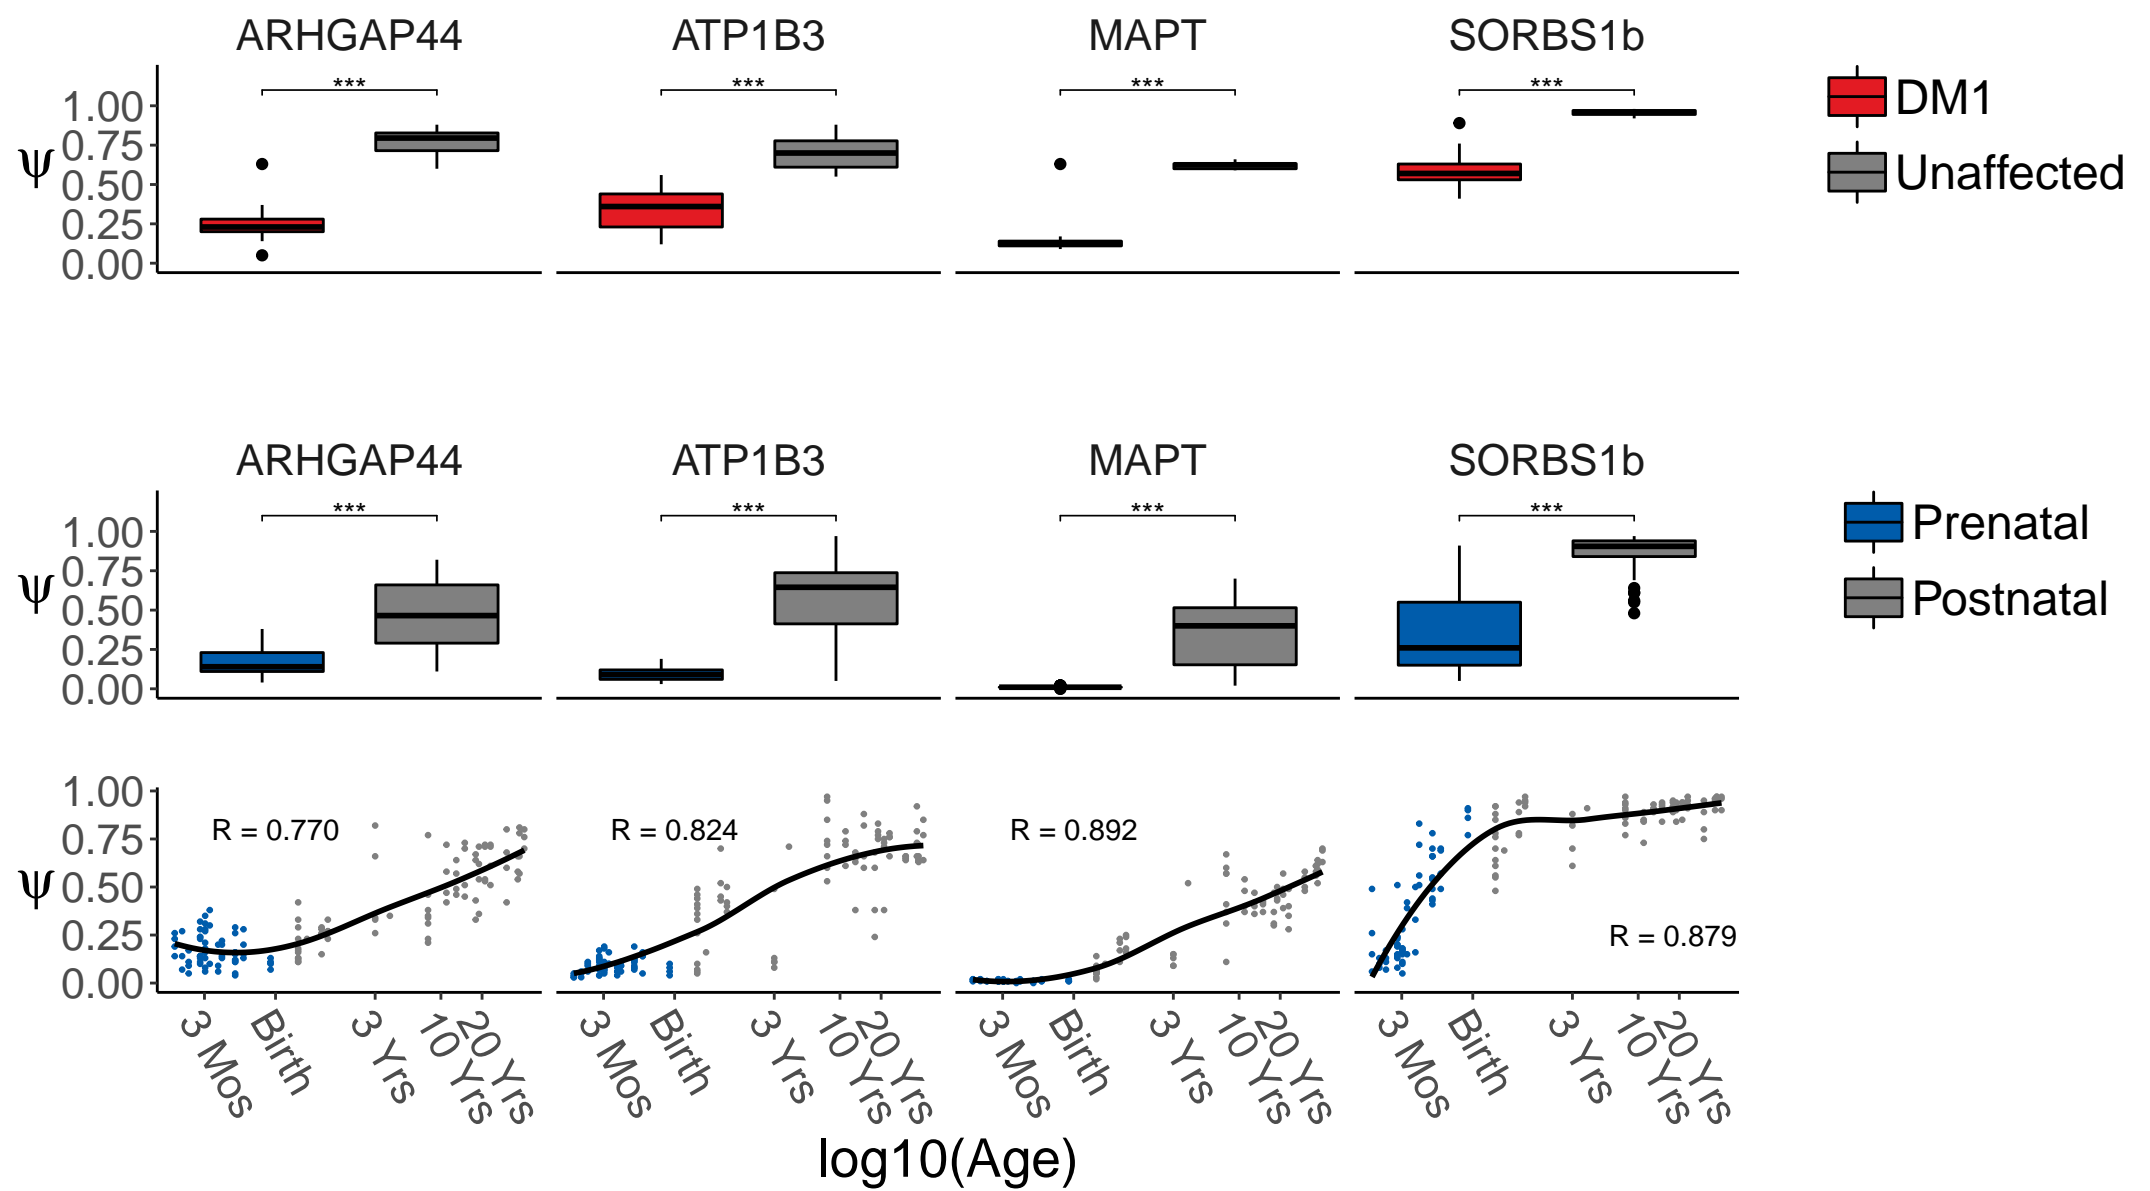 ARHGAP44 ATP1B3 MAPT SORBS1b
*** *** *** ***
1.00
0.75
0.50
0.25
0.00
ψ
DM1
Unaffected
ARHGAP44 ATP1B3 MAPT SORBS1b
*** *** *** ***
1.00
0.75
0.50
0.25
0.00
ψ
Prenatal
Postnatal
1.00
0.75
0.50
0.25
0.00
ψ
R = 0.770
R = 0.824
R = 0.892
R = 0.879
3 Mos Birth 3 Yrs 10 Yrs 20 Yrs
3 Mos Birth 3 Yrs 10 Yrs 20 Yrs
3 Mos Birth 3 Yrs 10 Yrs 20 Yrs
3 Mos Birth 3 Yrs 10 Yrs 20 Yrs
log10(Age)